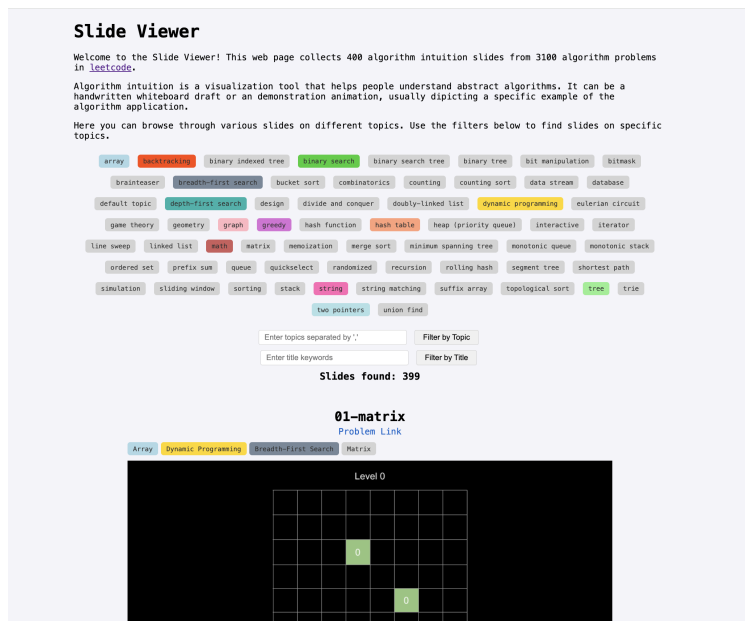 Slide Viewer
Welcome to the Slide Viewer! This web page collects 400 algorithm intuition slides from 3100 algorithm problems
in leetcode.
Algorithm intuition is a visualization tool that helps people understand abstract algorithms. It can be a
handwritten whiteboard draft or an demonstration animation, usually dipicting a specific example of the
algorithm application.
Here you can browse through various slides on different topics. Use the filters below to find slides on specific
topics.
array backtracking binary indexed tree binary search binary search tree binary tree bit manipulation bitmask
brainteaser breadth-first search bucket sort combinatorics counting counting sort data stream database
default topic depth-first search design divide and conquer doubly-linked list dynamic programming eulerian circuit
game theory geometry graph greedy hash function hash table heap (priority queue) interactive iterator
line sweep linked list math matrix memoization merge sort minimum spanning tree monotonic queue monotonic stack
ordered set prefix sum queue quickselect randomized recursion rolling hash segment tree shortest path
simulation sliding window sorting stack string string matching suffix array topological sort tree trie
two pointers union find
Enter topics separated by ',' Filter by Topic
Enter title keywords Filter by Title
Slides found: 399
01-matrix
Problem Link
Array Dynamic Programming Breadth-First Search Matrix
Level 0
0
0